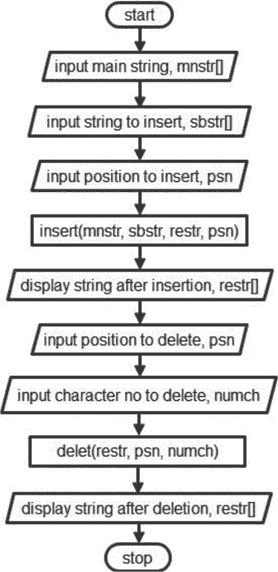 start
input main string, mnstr[]
input string to insert, sbstr[]
input position to insert, psn
insert(mnstr, sbstr, restr, psn)
display string after insertion, restr[]
input position to delete, psn
input character no to delete, numch
delet(restr, psn, numch)
display string after deletion, restr[]
stop